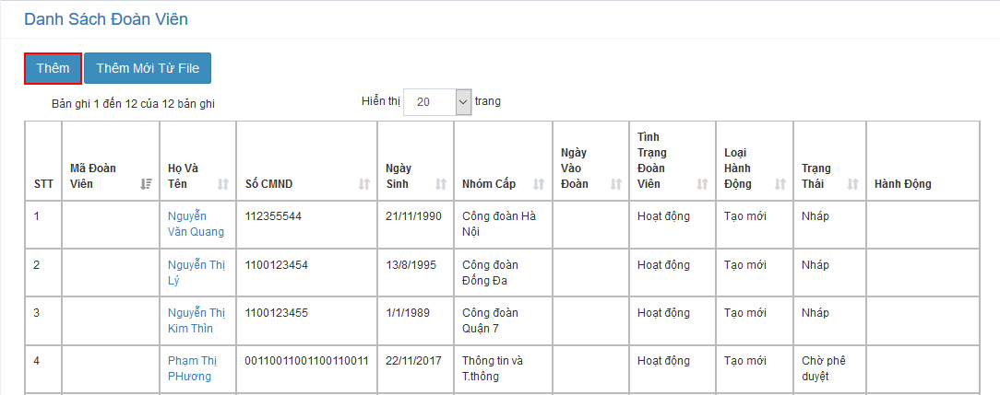 Danh Sách Đoàn Viên
Thêm Thêm Mới Từ File
Bản ghi 1 đến 12 của 12 bản ghi Hiển thị 20 trang
STT Mã Đoàn Viên Họ Và Tên Số CMND Ngày Sinh Nhóm Cấp Ngày Vào Đoàn Tình Trạng Đoàn Viên Loại Hành Động Trạng Thái Hành Động
1 Nguyễn Văn Quang 112355544 21/11/1990 Công đoàn Hà Nội Hoạt động Tạo mới Nháp
2 Nguyễn Thị Lý 1100123454 13/8/1995 Công đoàn Đống Đa Hoạt động Tạo mới Nháp
3 Nguyễn Thị Kim Thìn 1100123455 1/1/1989 Công đoàn Quận 7 Hoạt động Tạo mới Nháp
4 Phạm Thị PHương 00110011001100110011 22/11/2017 Thông tin và T.thông Hoạt động Tạo mới Chờ phê duyệt